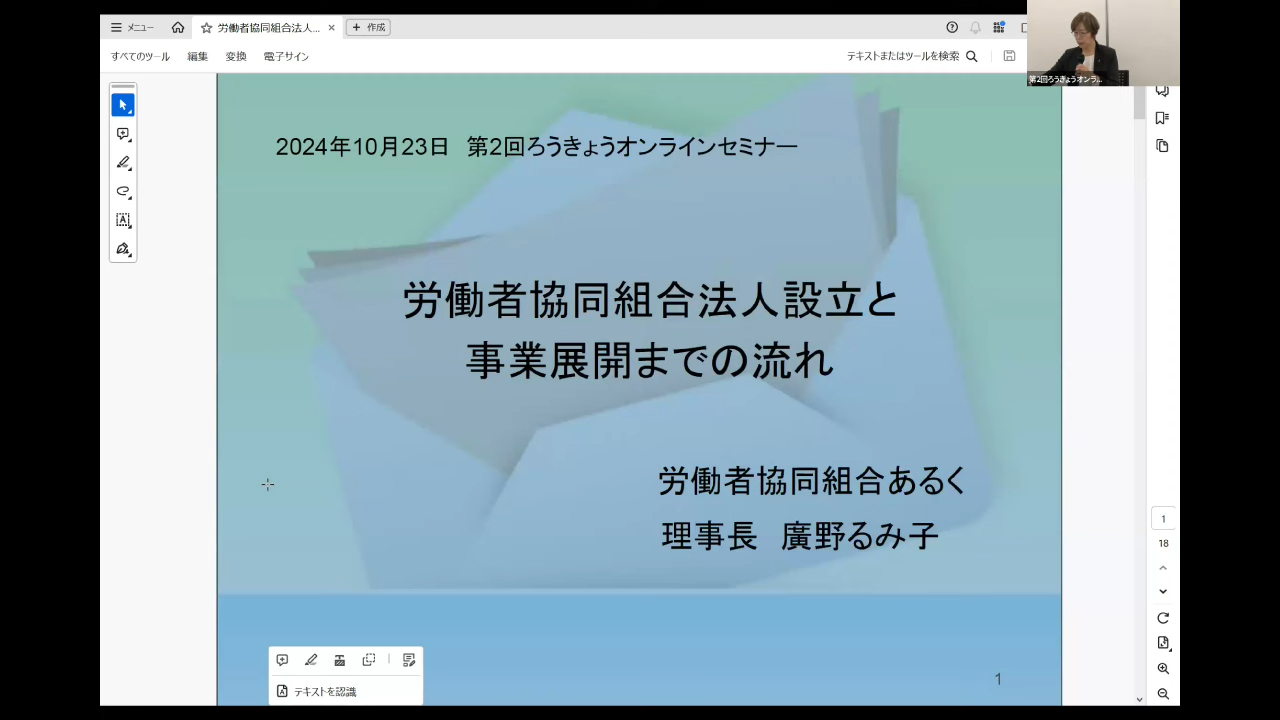 メニュー
労働者協同組合法人...
作成
すべてのツール
編集
変換
電子サイン
テキストまたはツールを検索
第2回ろうきょうオンラ...
2024年10月23日 第2回ろうきょうオンラインセミナー
労働者協同組合法人設立と
事業展開までの流れ
労働者協同組合あるく
理事長 廣野るみ子
1
18
テキストを認識
1